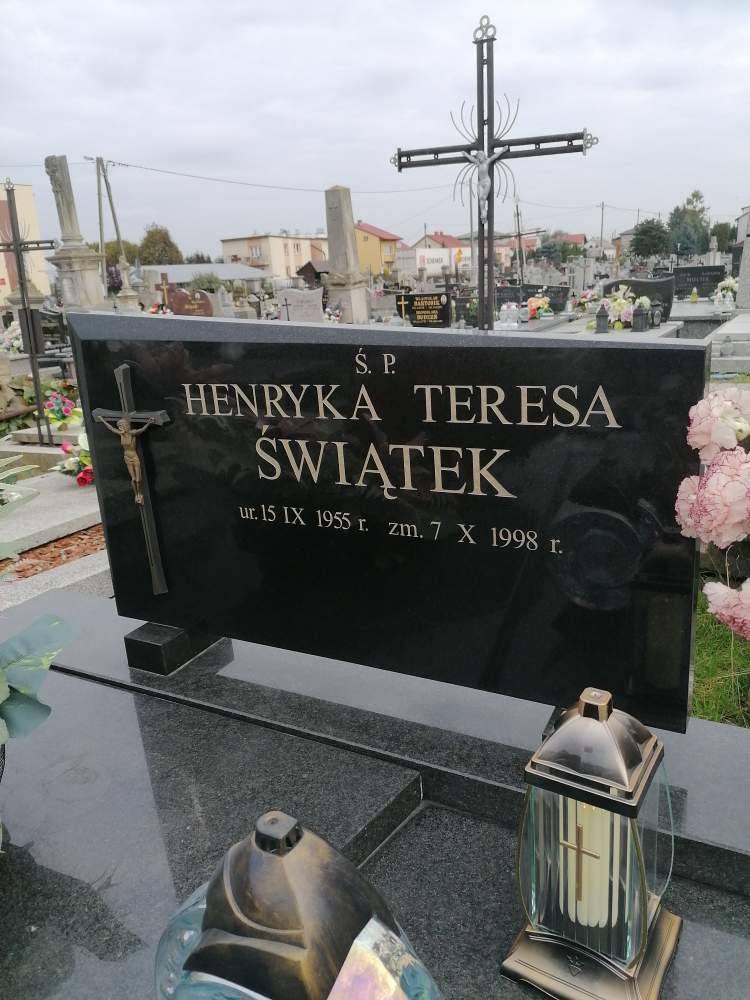 Ś. P.
HENRYKA TERESA
ŚWIĄTEK
ur. 15 IX 1955 r. zm. 7 X 1998 r.